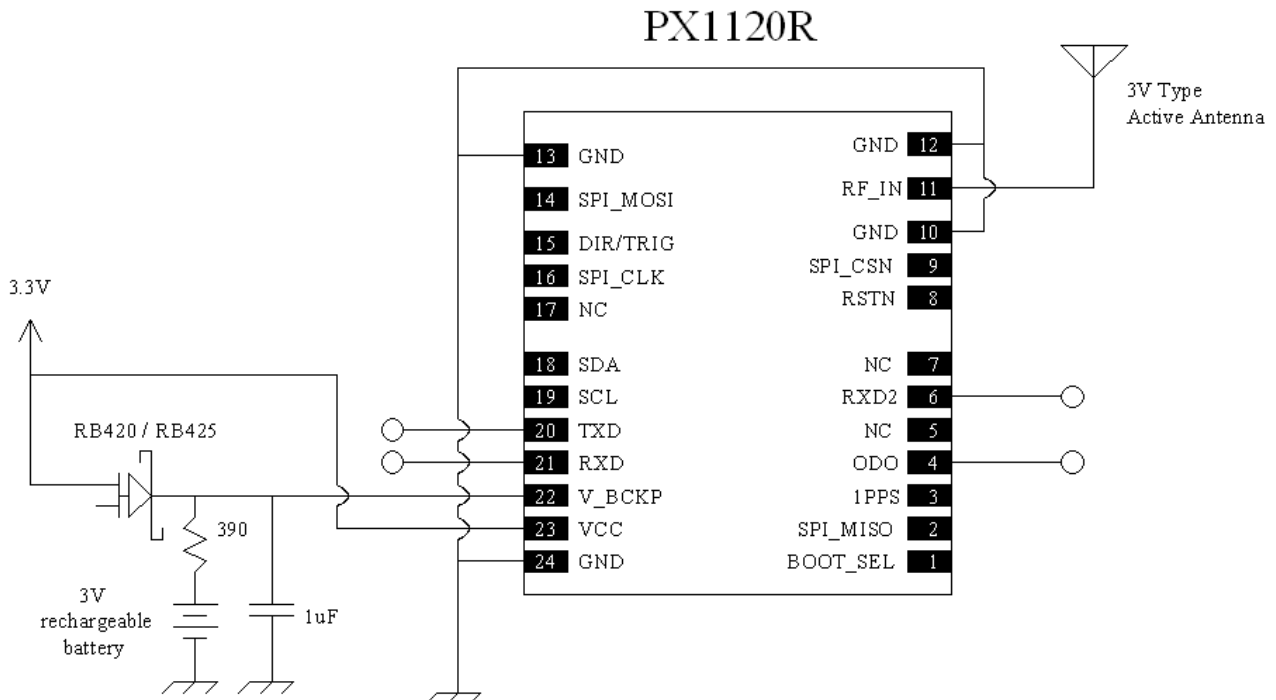 PX1120R
3V Type
Active Antenna
13 GND
14 SPI_MOSI
15 DIR/TRIG
16 SPI_CLK
17 NC
18 SDA
19 SCL
20 TXD
21 RXD
22 V_BCKP
23 VCC
24 GND
GND 12
RF_IN 11
GND 10
SPI_CSN 9
RSTN 8
NC 7
RXD2 6
NC 5
ODO 4
1PPS 3
SPI_MISO 2
BOOT_SEL 1
3.3V
RB420 / RB425
390
3V
rechargeable
battery
1uF